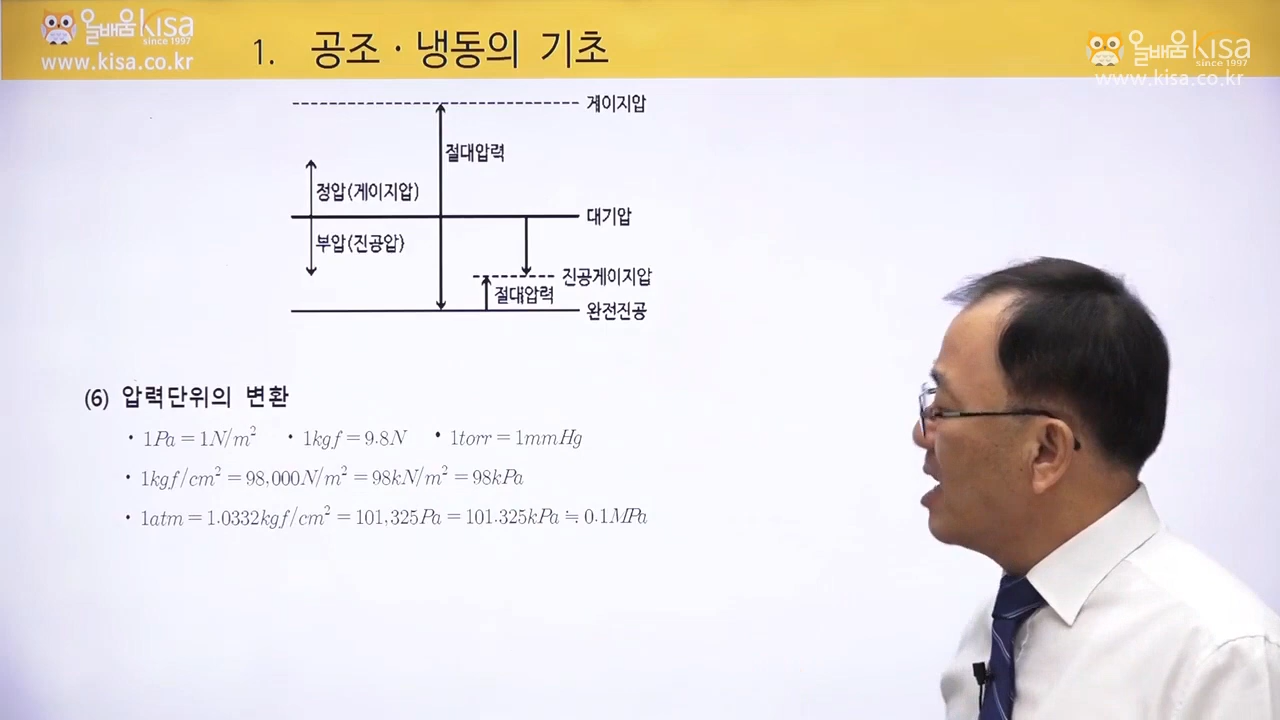 올배움kisa
since 1997
www.kisa.co.kr
1. 공조 · 냉동의 기초
올배움kisa
since 1997
www.kisa.co.kr
게이지압
절대압력
정압(게이지압)
대기압
부압(진공압)
진공게이지압
절대압력
완전진공
(6) 압력단위의 변환
· 1Pa = 1N/m² · 1kgf = 9.8N · 1torr = 1mmHg
· 1kgf/cm² = 98,000N/m² = 98kN/m² = 98kPa
· 1atm = 1.0332kgf/cm² = 101,325Pa = 101.325kPa ≒ 0.1MPa